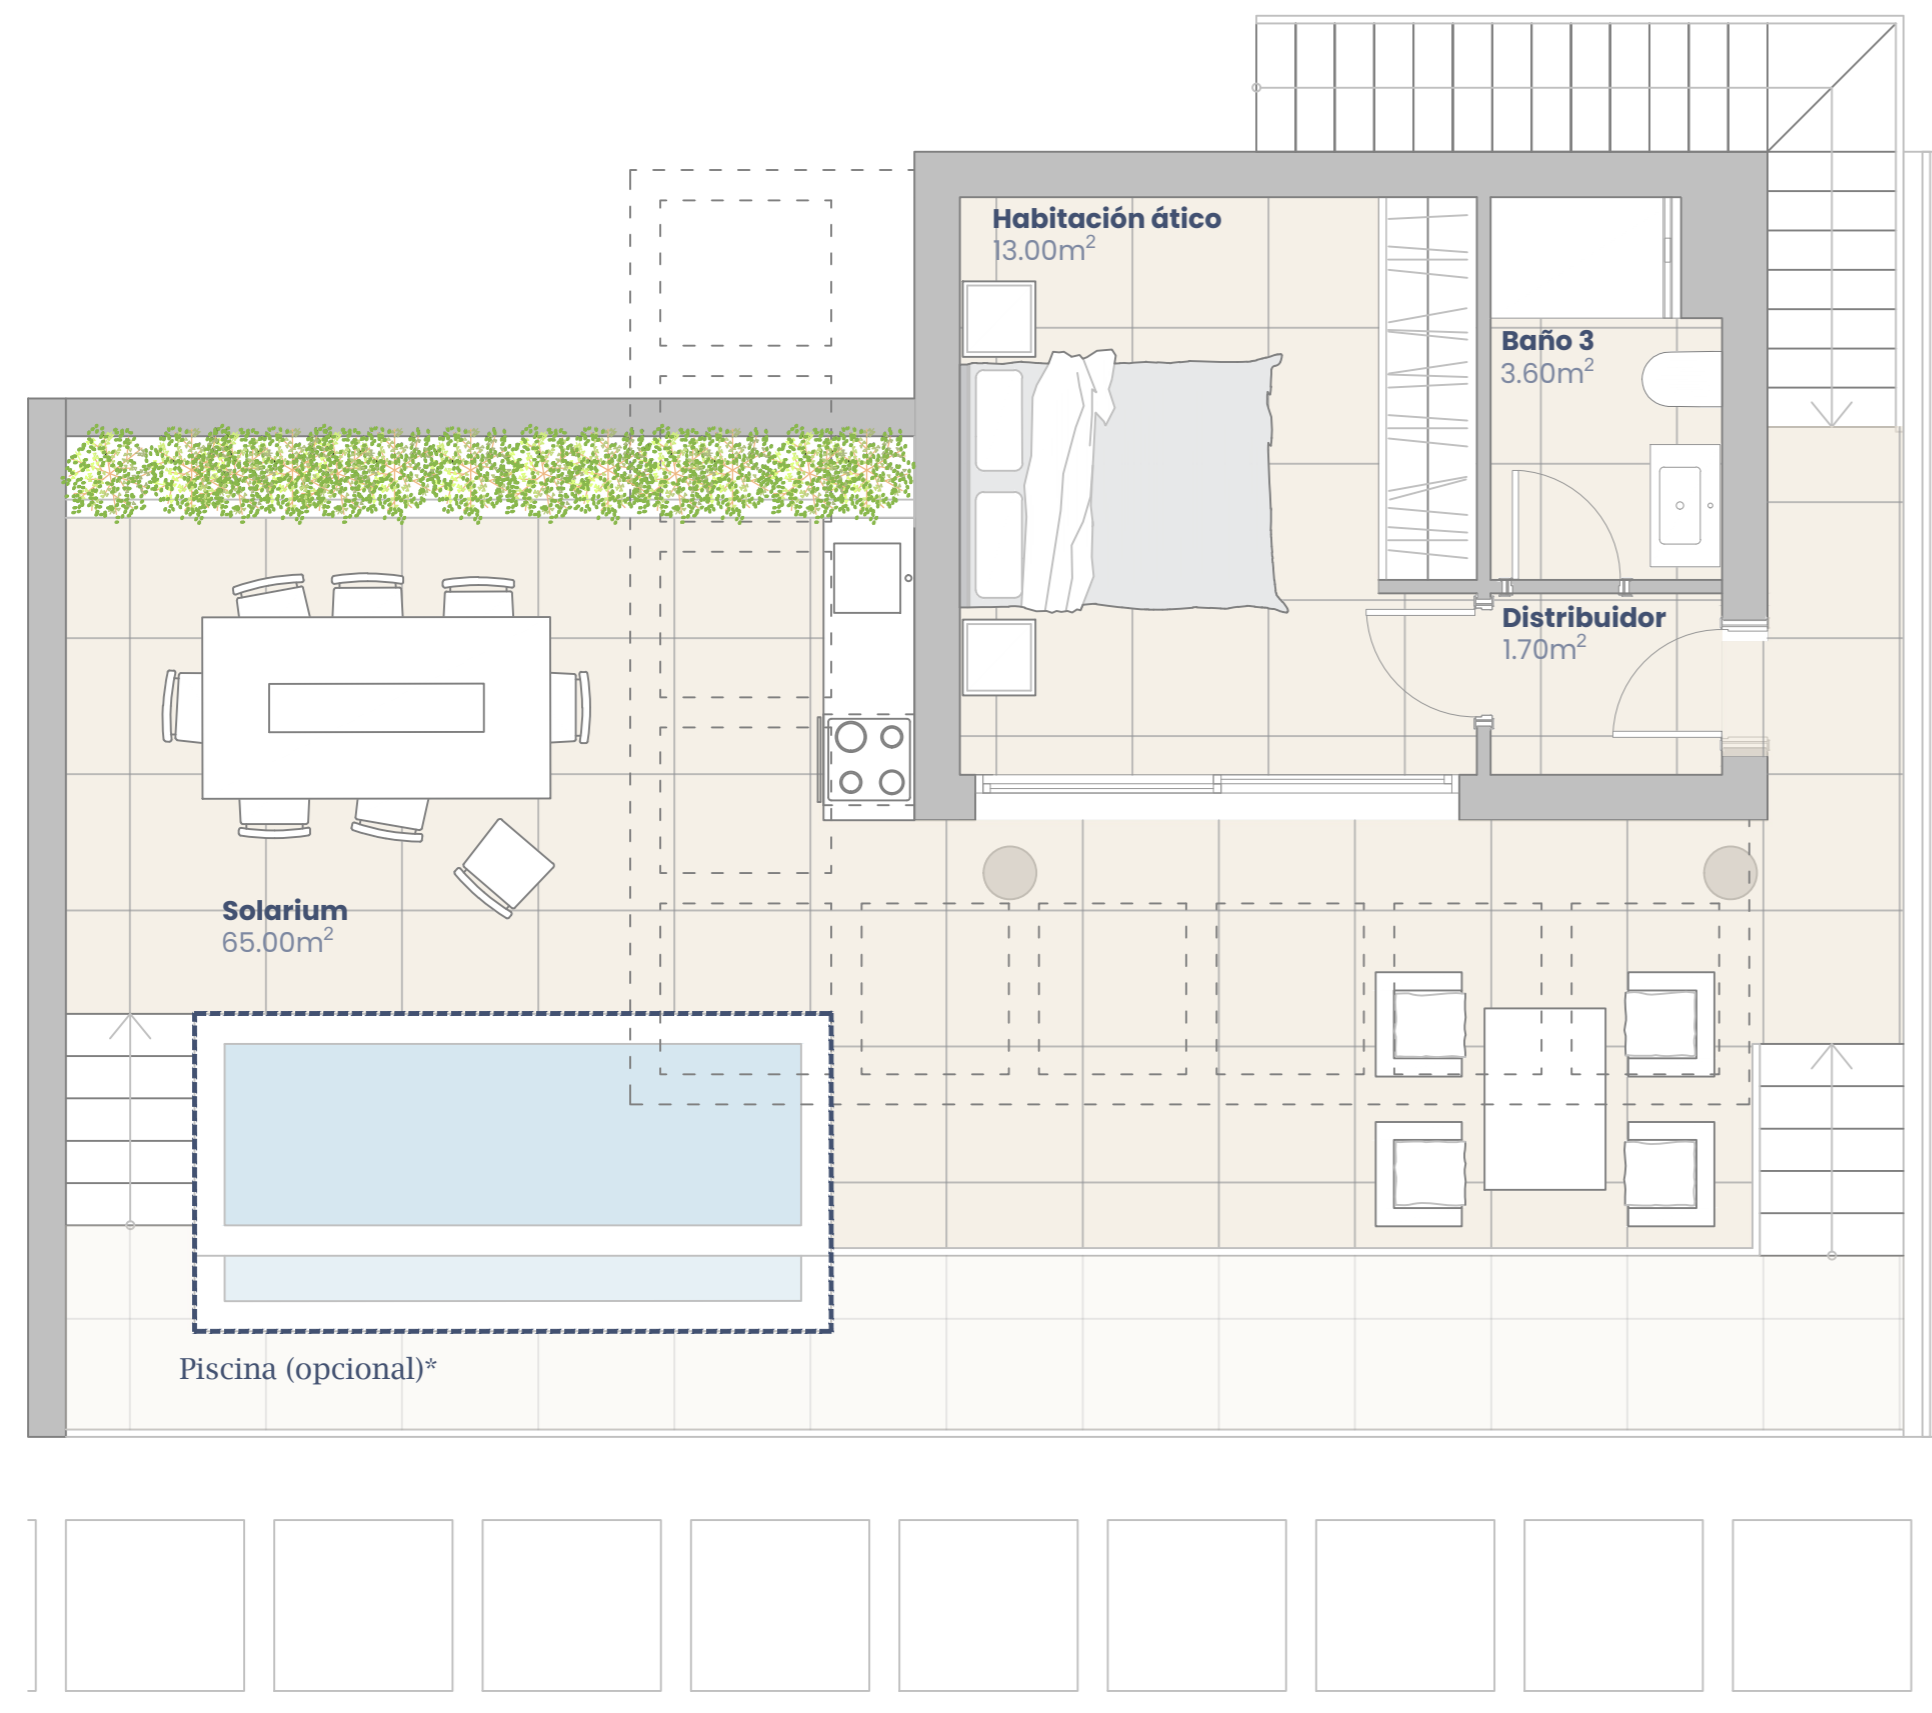 Habitación ático
13.00m²
Baño 3
3.60m²
Distribuidor
1.70m²
Solarium
65.00m²
Piscina (opcional)*